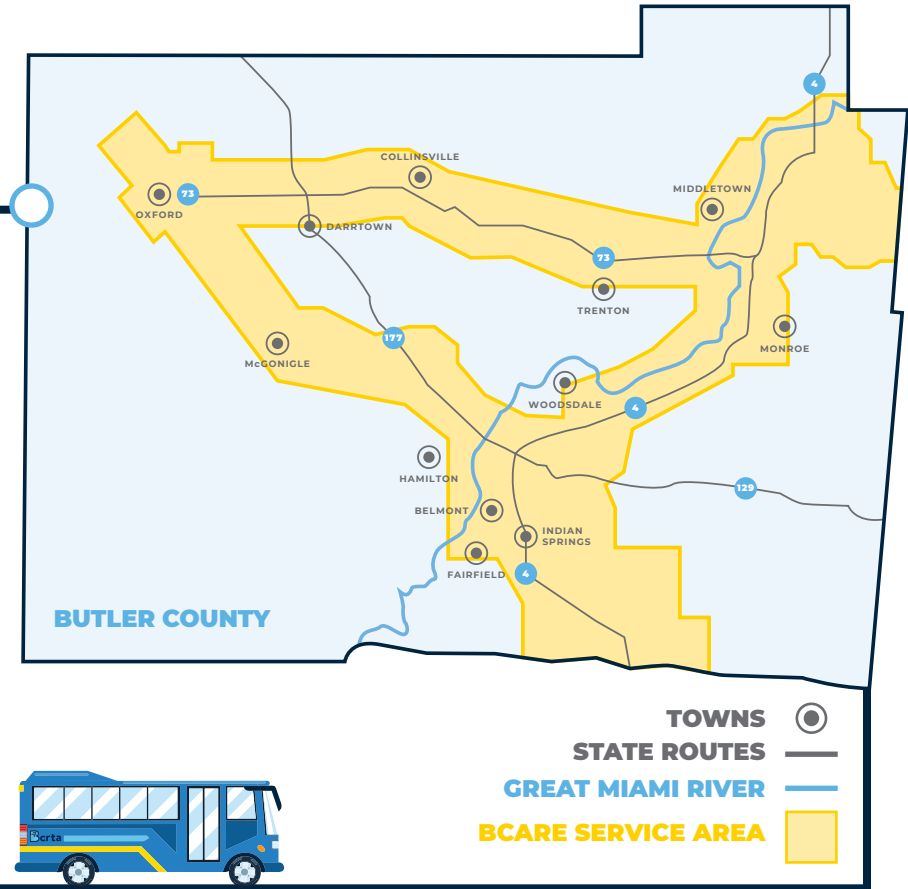 4
COLLINSVILLE
MIDDLETOWN
73
OXFORD
DARRTOWN
73
TRENTON
177
MONROE
McGONIGLE
WOODSDALE
4
HAMILTON
129
BELMONT
INDIAN
SPRINGS
FAIRFIELD
4
BUTLER COUNTY
TOWNS
STATE ROUTES
GREAT MIAMI RIVER
BCARE SERVICE AREA
Bcrta